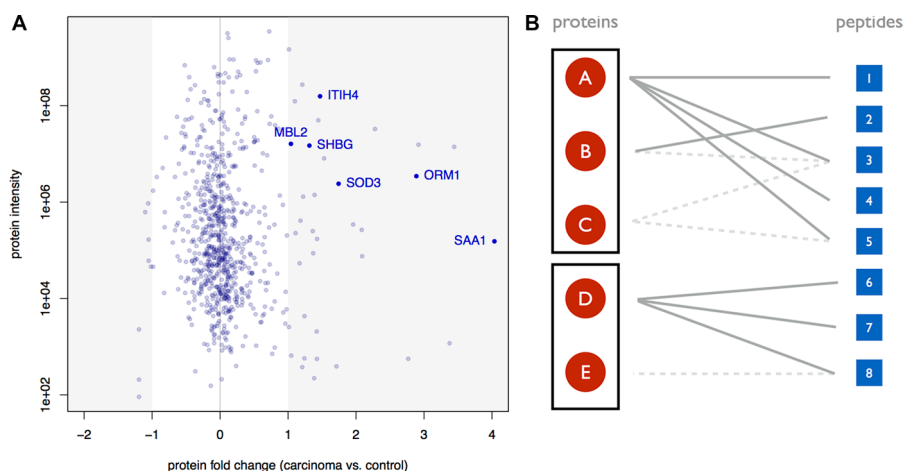 A
B
proteins
peptides
protein intensity
1e+08
1e+06
1e+04
1e+02
ITIH4
MBL2
SHBG
SOD3
ORM1
SAA1
−2
−1
0
1
2
3
4
protein fold change (carcinoma vs. control)
A
B
C
D
E
1
2
3
4
5
6
7
8